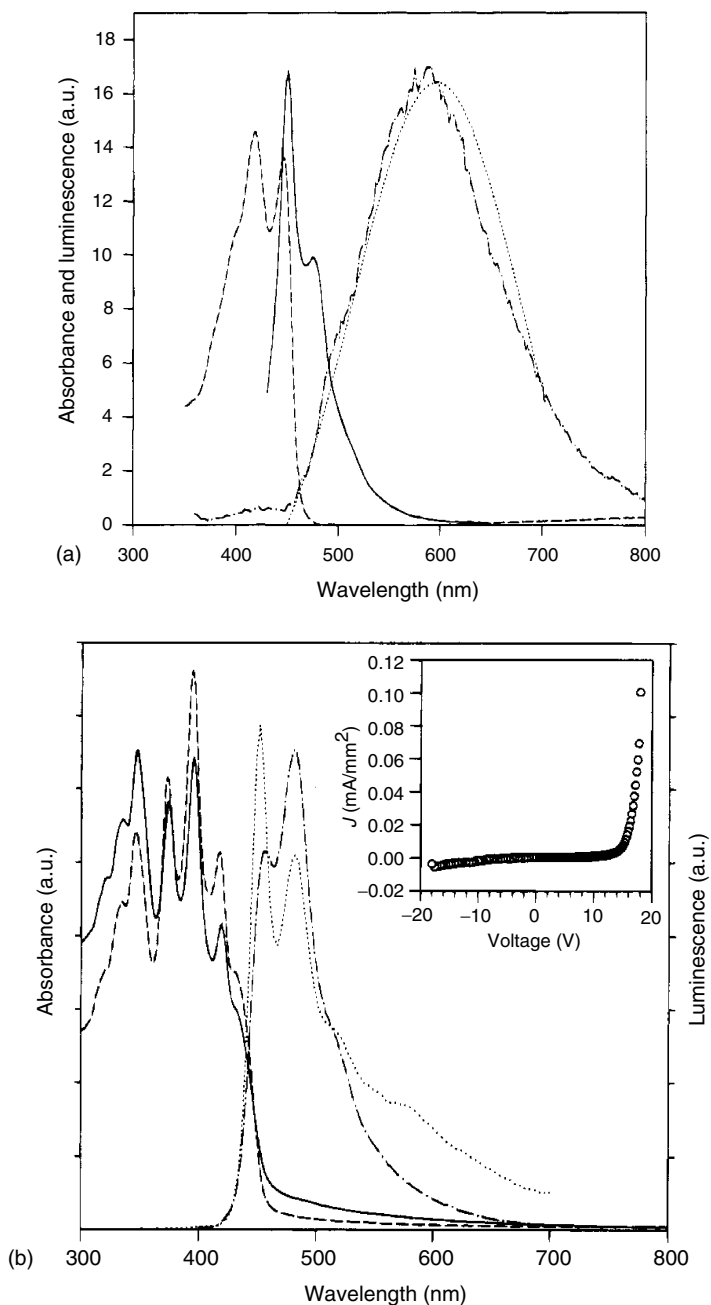 Absorbance and luminescence (a.u.)
18
16
14
12
10
8
6
4
2
0
300 400 500 600 700 800
(a)
Wavelength (nm)
Absorbance (a.u.)
Luminescence (a.u.)
J (mA/mm²)
0.12
0.10
0.08
0.06
0.04
0.02
0.00
−0.02
−20 −10 0 10 20
Voltage (V)
300 400 500 600 700 800
(b)
Wavelength (nm)